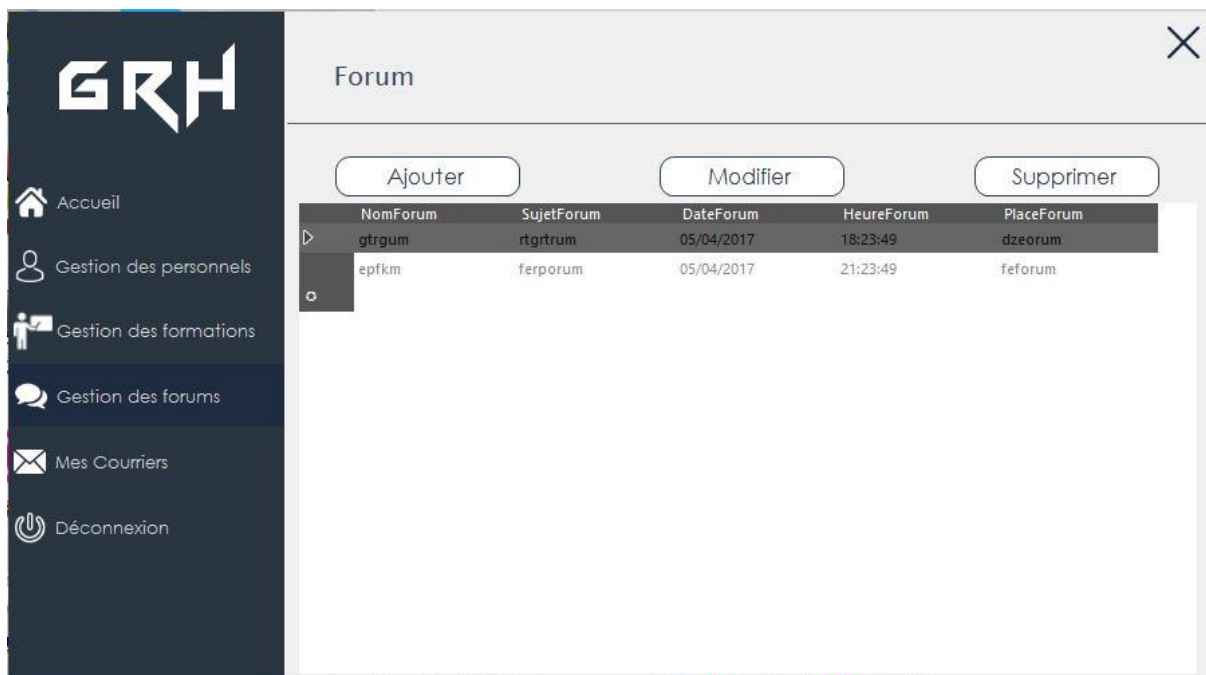 GRH
Forum
Ajouter Modifier Supprimer
Accueil
Gestion des personnels
Gestion des formations
Gestion des forums
Mes Courriers
Déconnexion
NomForum SujetForum DateForum HeureForum PlaceForum
gtrgum rtgrtrum 05/04/2017 18:23:49 dzeorum
epfkm ferporum 05/04/2017 21:23:49 feforum